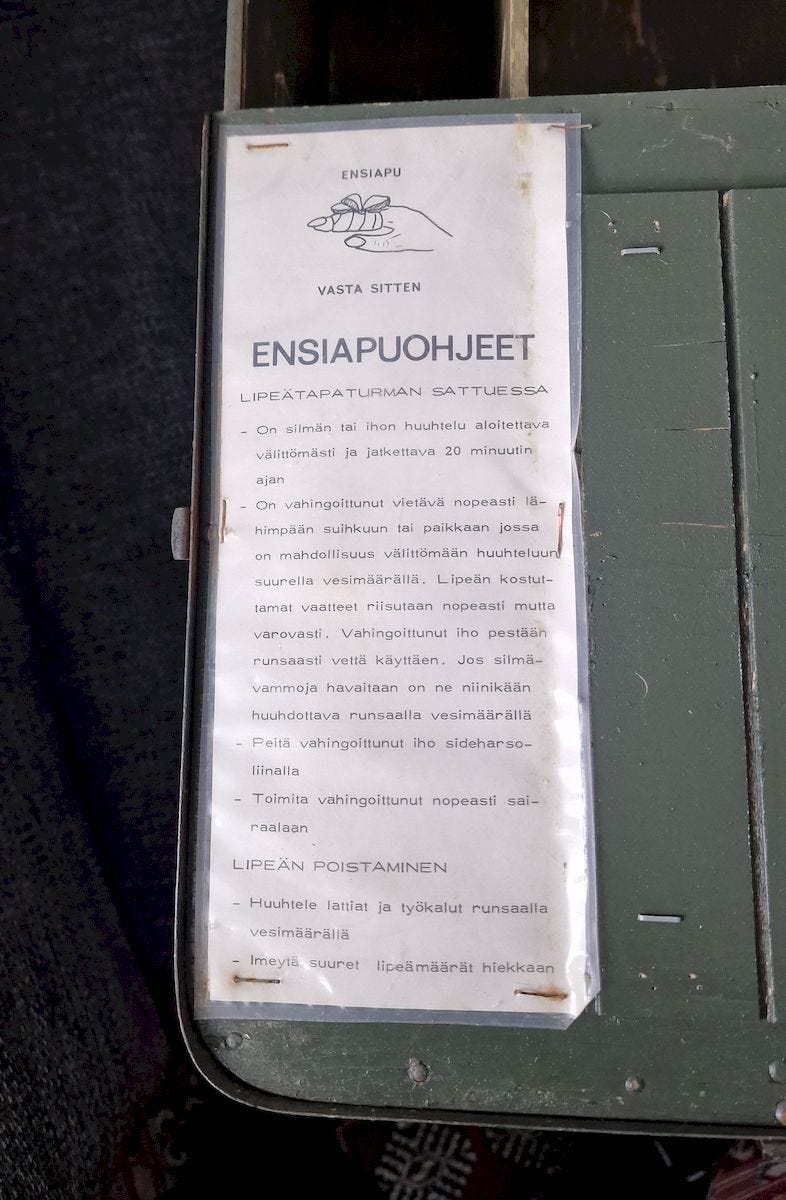 ENSIAPU
VASTA SITTEN
ENSIAPUOHJEET
LIPEÄTAPATURMAN SATTUESSA
- On silmän tai ihon huuhtelu aloitettava
välittömästi ja jatkettava 20 minuutin
ajan
- On vahingoittunut vietävä nopeasti lä-
himpään suihkuun tai paikkaan jossa
on mahdollisuus välittömään huuhteluun
suurella vesimäärällä. Lipeän kostut-
tamat vaatteet riisutaan nopeasti mutta
varovasti. Vahingoittunut iho pestään
runsaasti vettä käyttäen. Jos silmä-
vammoja havaitaan on ne niinikään
huuhdottava runsaalla vesimäärällä
- Peitä vahingoittunut iho sideharso-
liinalla
- Toimita vahingoittunut nopeasti sai-
raalaan
LIPEÄN POISTAMINEN
- Huuhtele lattiat ja työkalut runsaalla
vesimäärällä
- Imeytä suuret lipeämäärät hiekkaan